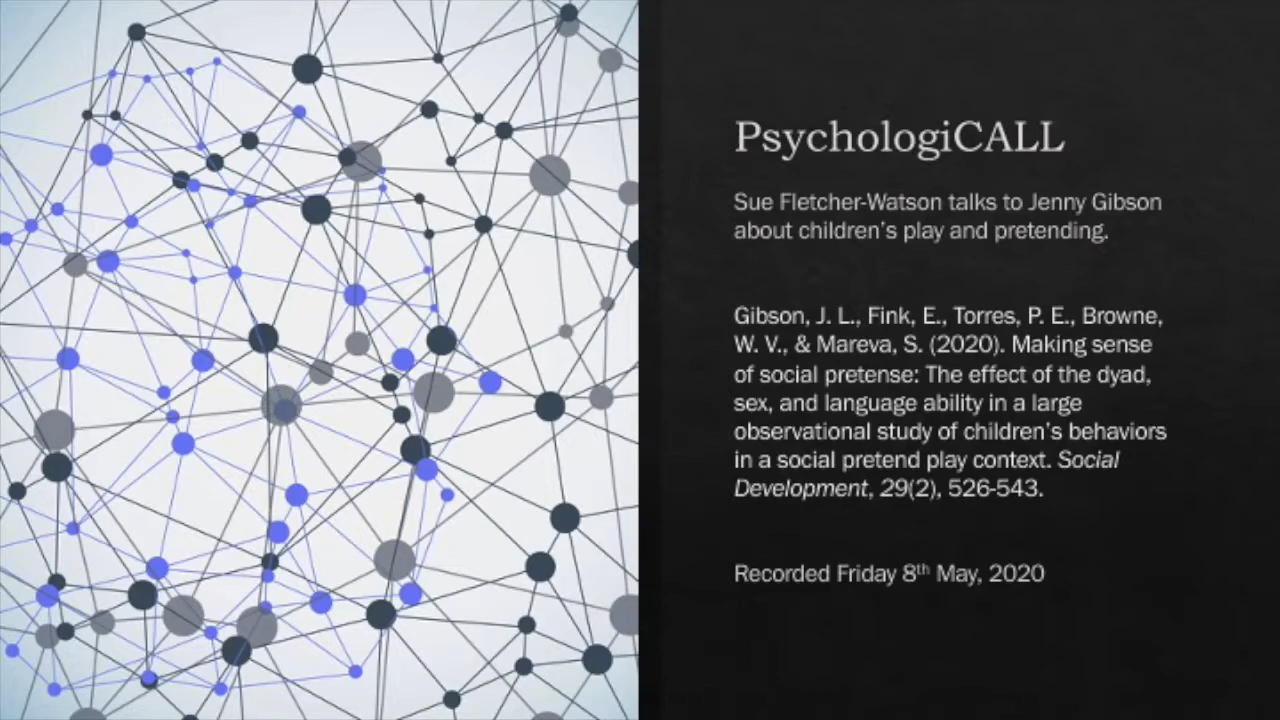 PsychologiCALL
Sue Fletcher-Watson talks to Jenny Gibson
about children's play and pretending.
Gibson, J. L., Fink, E., Torres, P. E., Browne,
W. V., & Mareva, S. (2020). Making sense
of social pretense: The effect of the dyad,
sex, and language ability in a large
observational study of children's behaviors
in a social pretend play context. Social
Development, 29(2), 526-543.
Recorded Friday 8th May, 2020